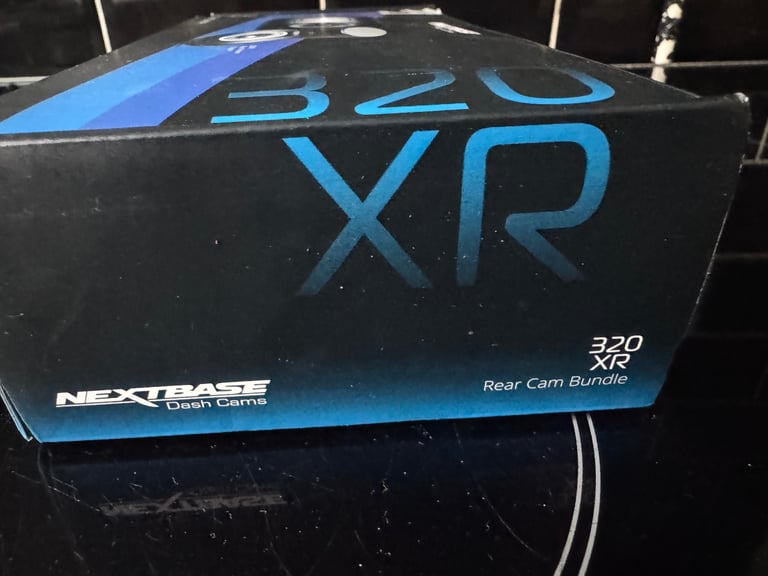 320
XR
320
XR
Rear Cam Bundle
NEXTBASE
Dash Cams